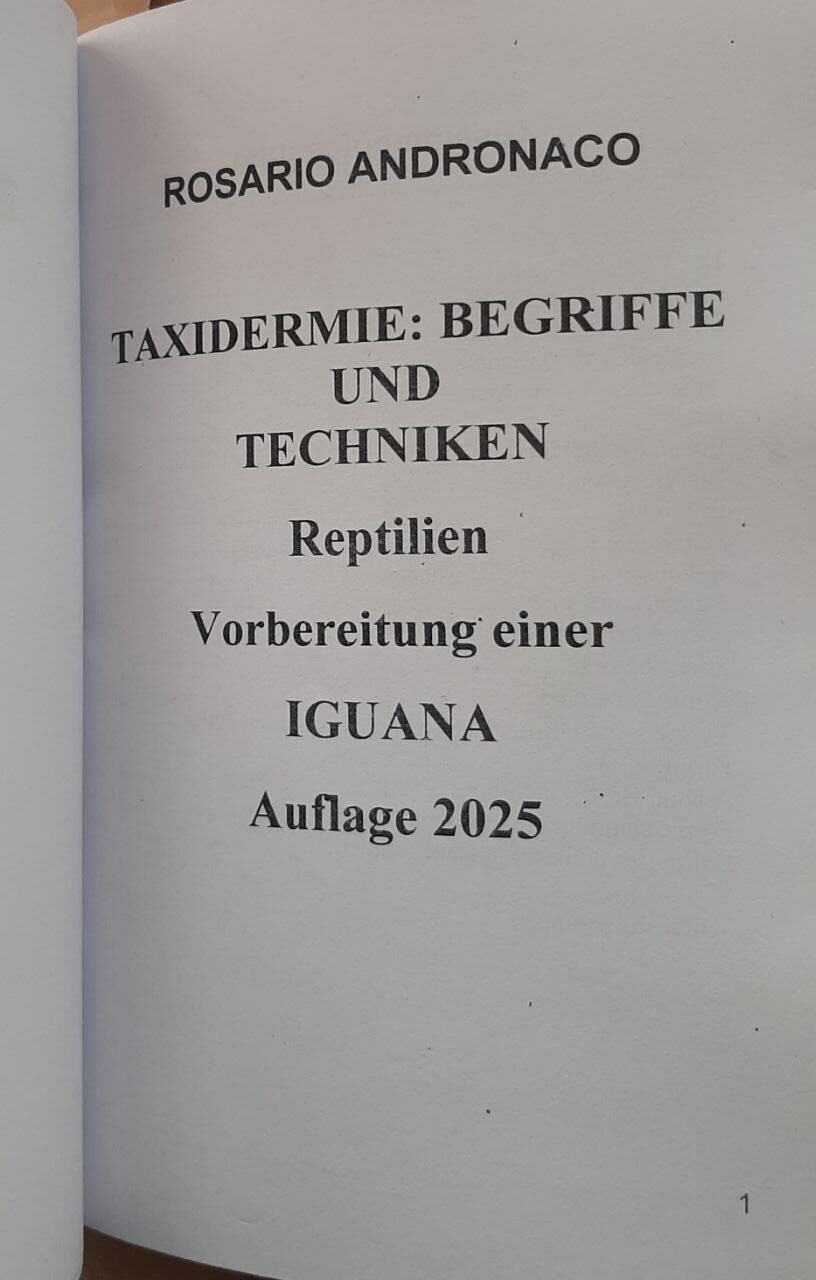 ROSARIO ANDRONACO
TAXIDERMIE: BEGRIFFE
UND
TECHNIKEN
Reptilien
Vorbereitung einer
IGUANA
Auflage 2025
1